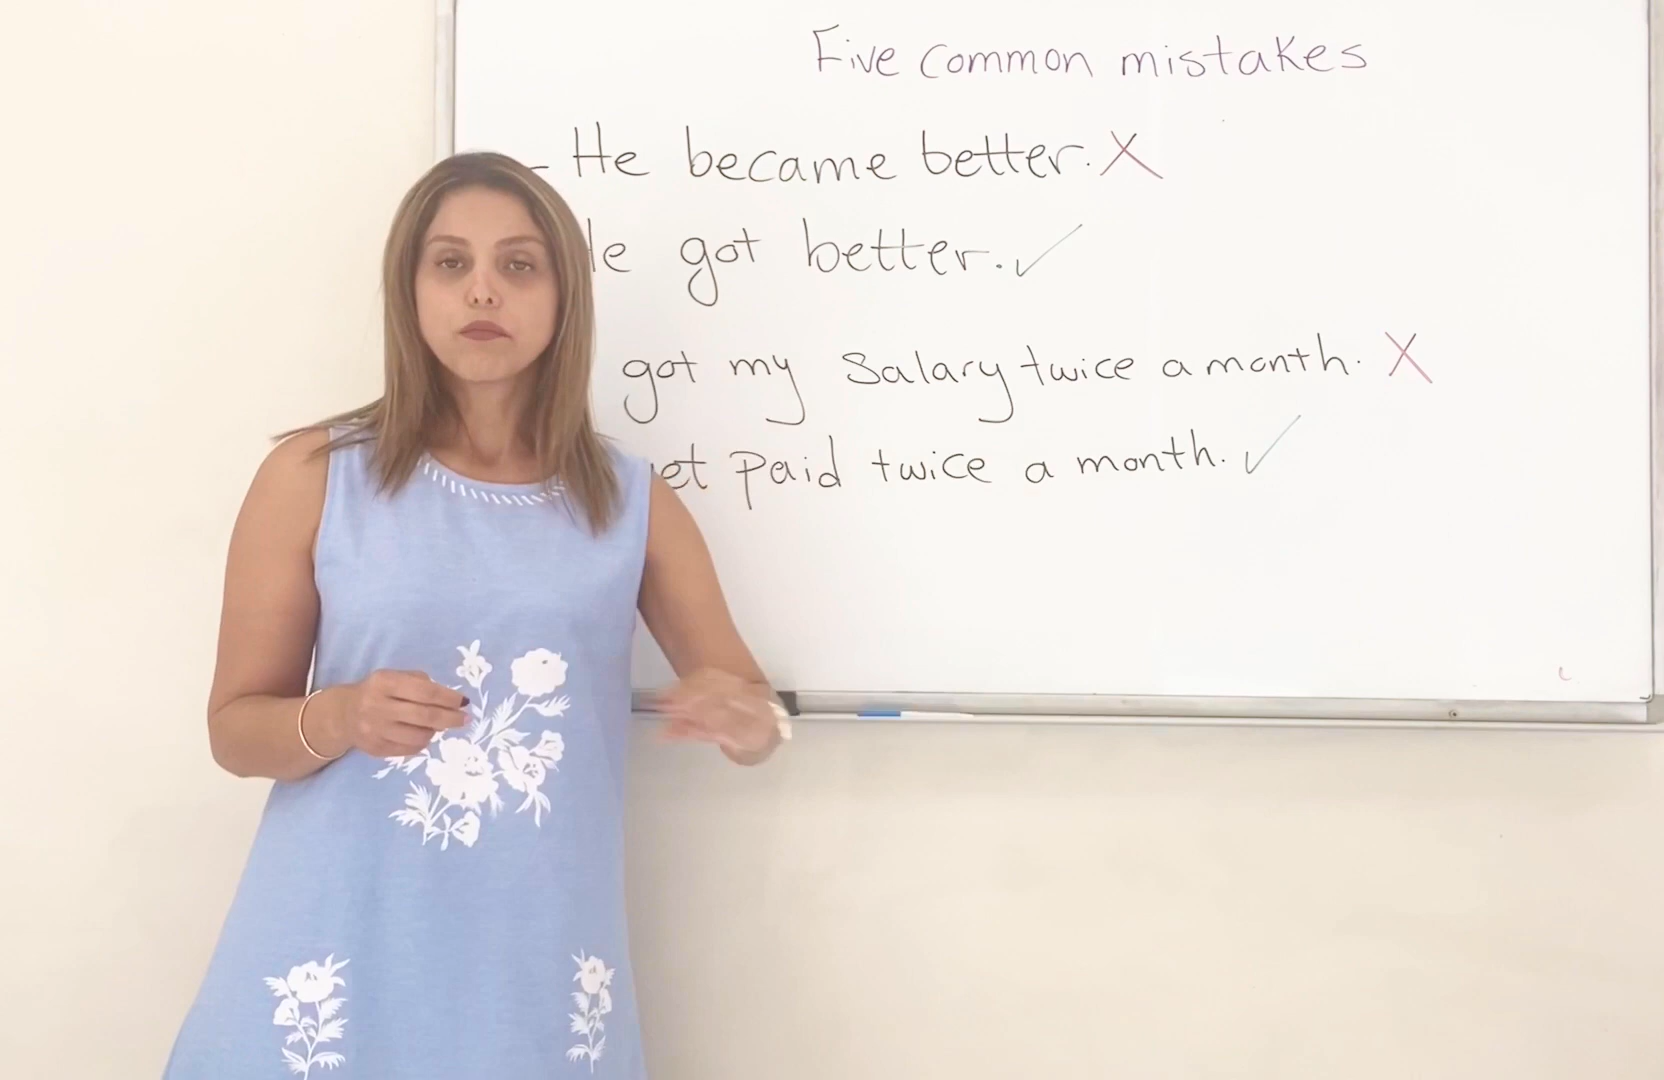 Five common mistakes
- He became better. X
got better. ✓
got my salary twice a month. X
paid twice a month. ✓